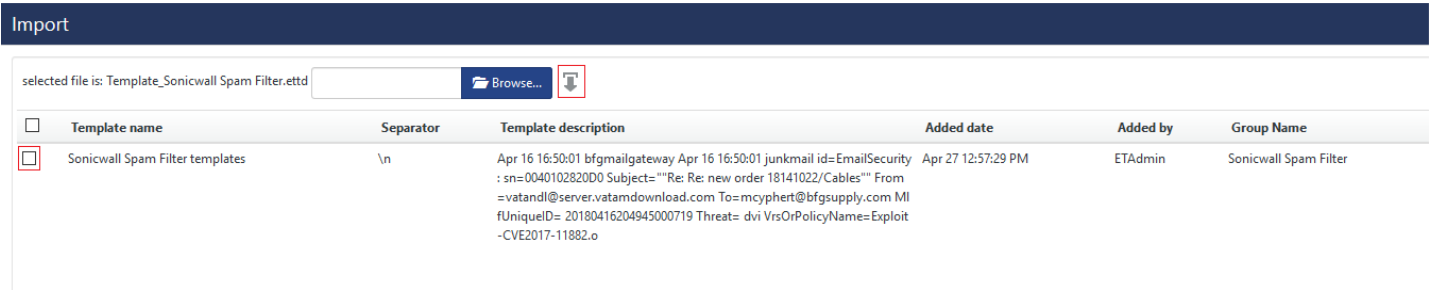 Import
selected file is: Template_Sonicwall Spam Filter.ettd Browse...
Template name Separator Template description Added date Added by Group Name
Sonicwall Spam Filter templates \n Apr 16 16:50:01 bfgmailgateway Apr 16 16:50:01 junkmail id=EmailSecurity Apr 27 12:57:29 PM ETAdmin Sonicwall Spam Filter
: sn=0040102820D0 Subject=""Re: Re: new order 18141022/Cables"" From
=vatandl@server.vatamdownload.com To=mcyphert@bfgsupply.com Ml
fUniqueID= 20180416204945000719 Threat= dvi VrsOrPolicyName=Exploit
-CVE2017-11882.o